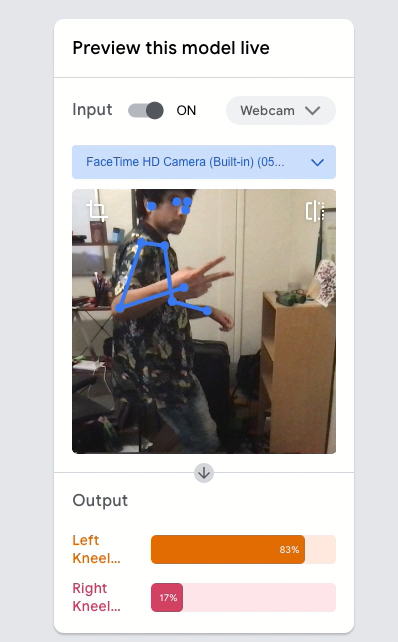 Preview this model live
Input ON Webcam
FaceTime HD Camera (Built-in) (05...
Output
Left
Kneel...
83%
Right
Kneel...
17%